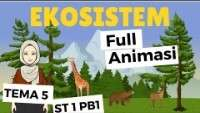 EKOSISTEM
Full
Animasi
TEMA 5
ST 1 PB1